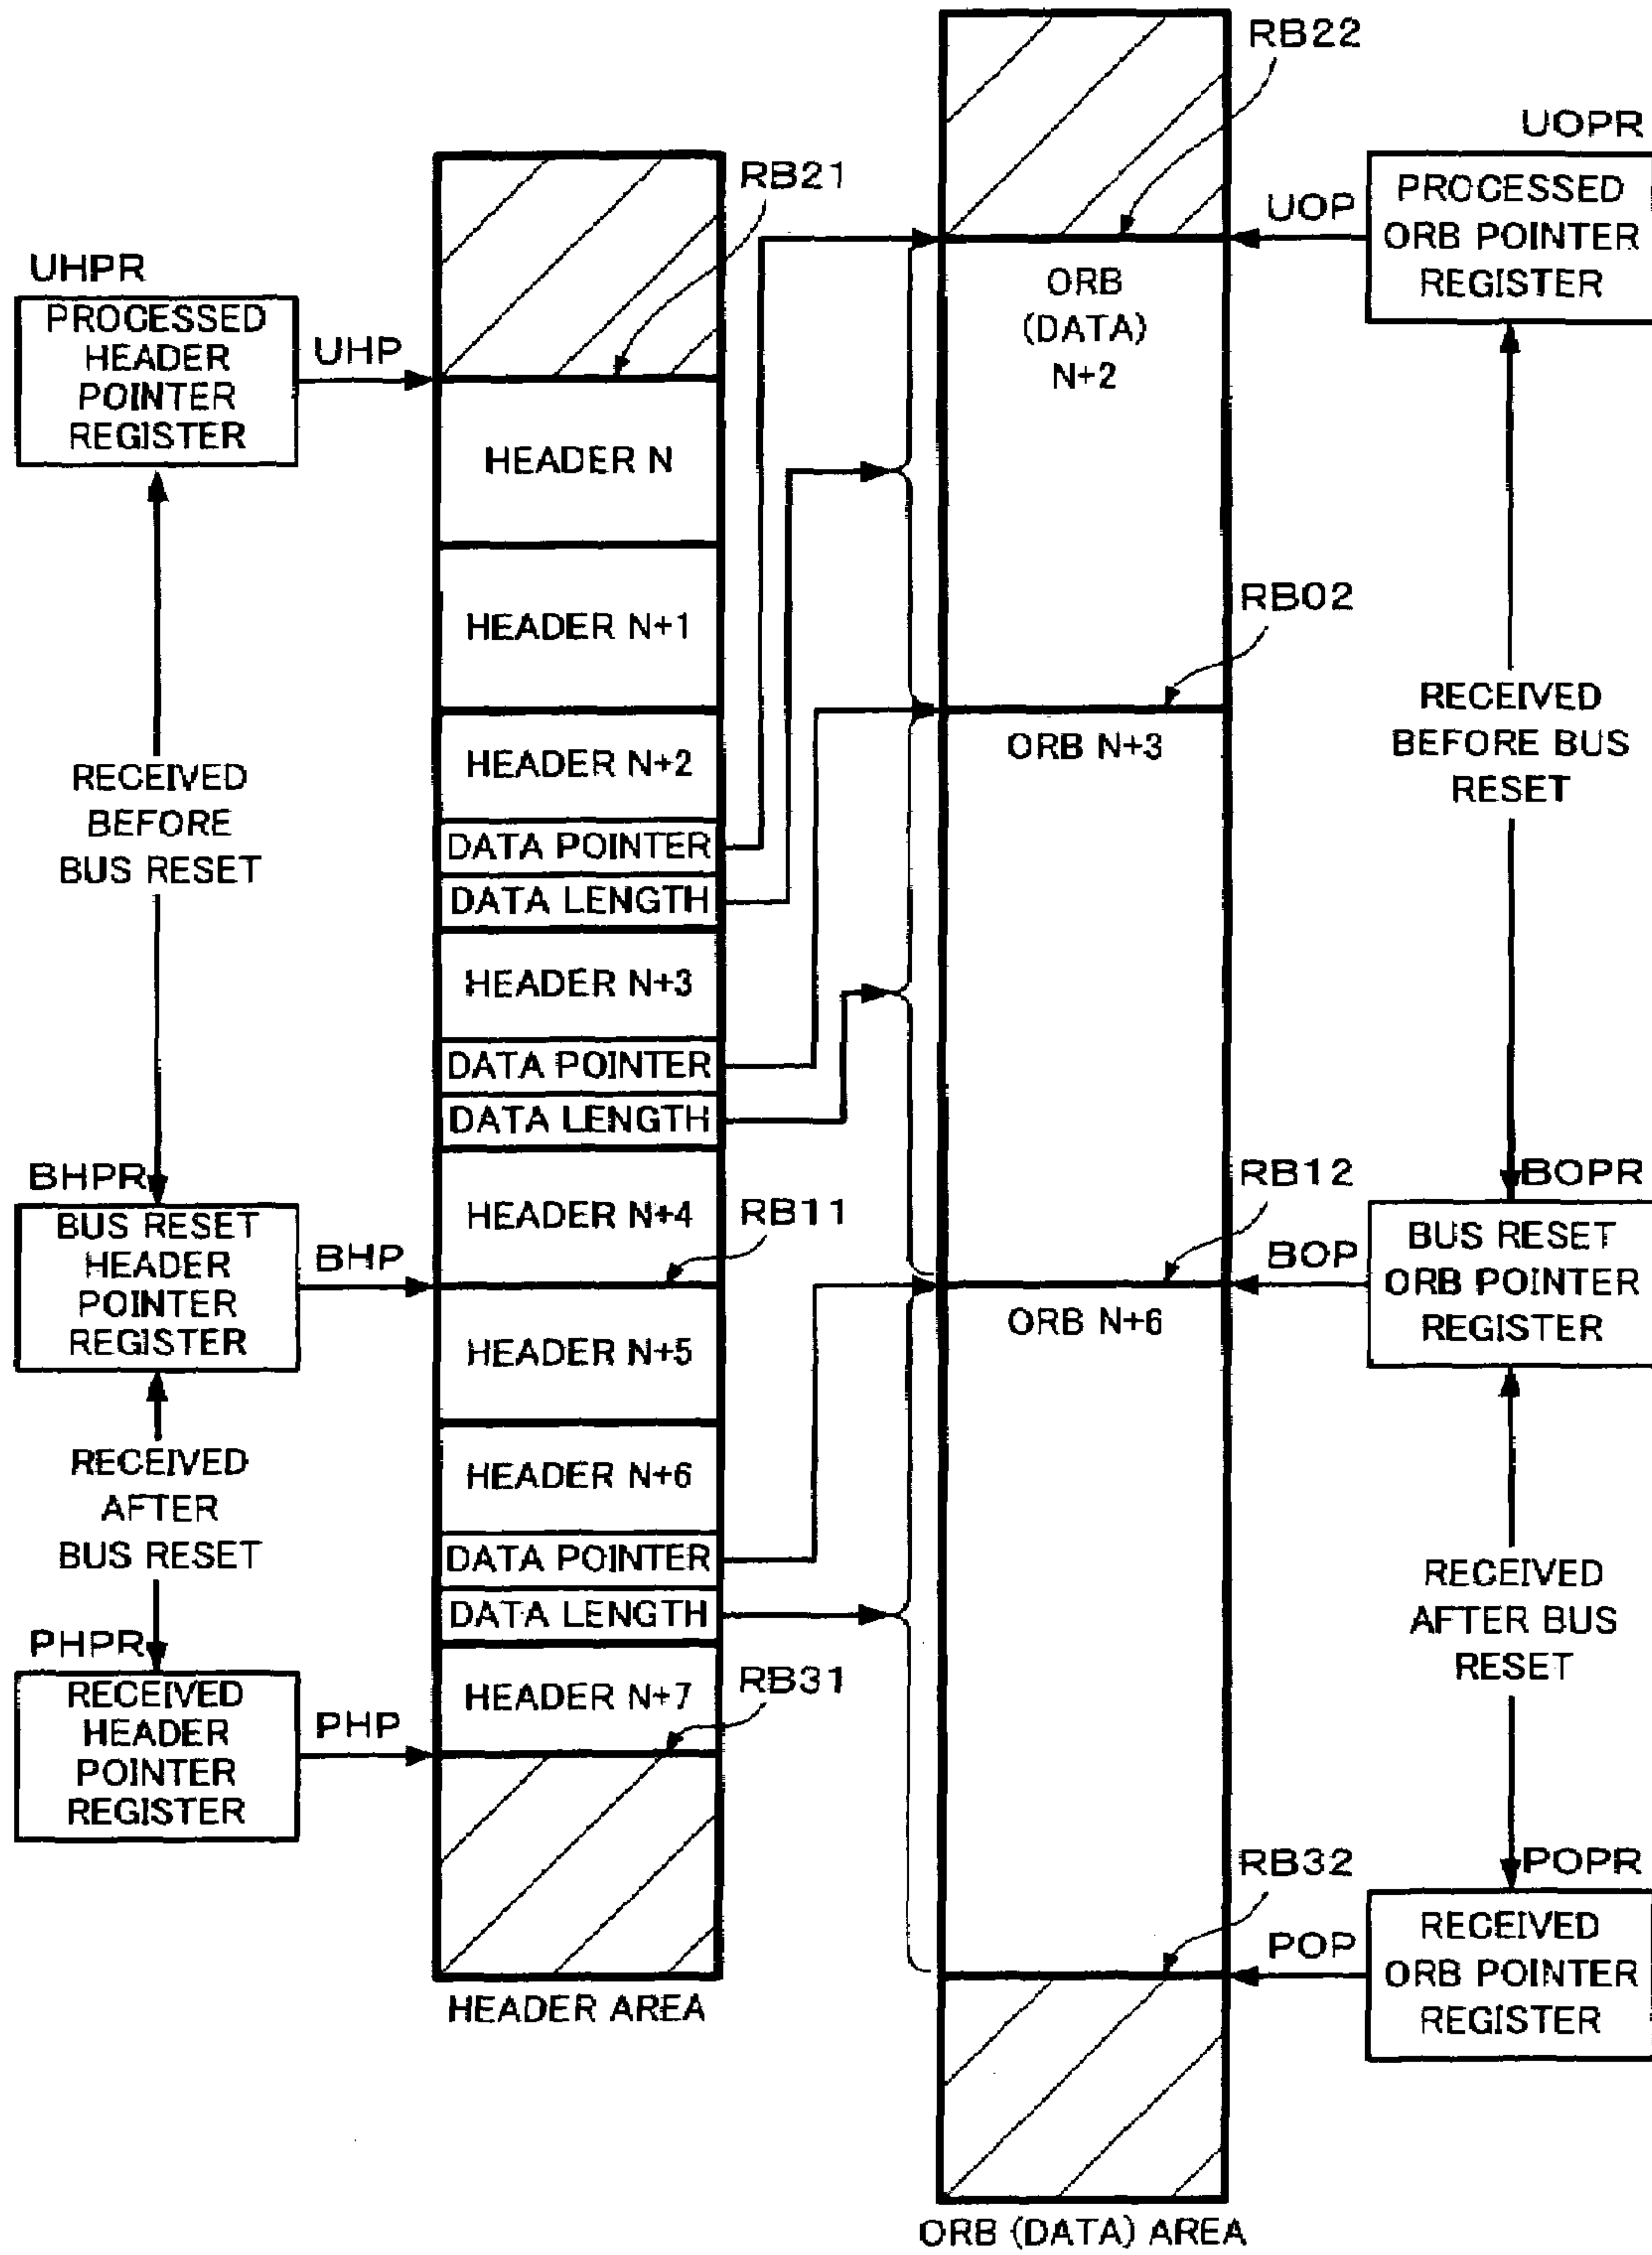 RB22
UOPR
PROCESSED
ORB POINTER
REGISTER
UOP
RB21
UHPR
PROCESSED
HEADER
POINTER
REGISTER
UHP
ORB
(DATA)
N+2
HEADER N
HEADER N+1
HEADER N+2
DATA POINTER
DATA LENGTH
HEADER N+3
DATA POINTER
DATA LENGTH
HEADER N+4
HEADER N+5
HEADER N+6
DATA POINTER
DATA LENGTH
HEADER N+7
HEADER AREA
RB02
ORB N+3
RECEIVED
BEFORE
BUS RESET
RECEIVED
BEFORE BUS
RESET
BHPR
BUS RESET
HEADER
POINTER
REGISTER
BHP
RB11
RB12
ORB N+6
BOP
BOPR
BUS RESET
ORB POINTER
REGISTER
RECEIVED
AFTER
BUS RESET
RECEIVED
AFTER BUS
RESET
PHPR
RECEIVED
HEADER
POINTER
REGISTER
PHP
RB31
RB32
POP
POPR
RECEIVED
ORB POINTER
REGISTER
ORB (DATA) AREA